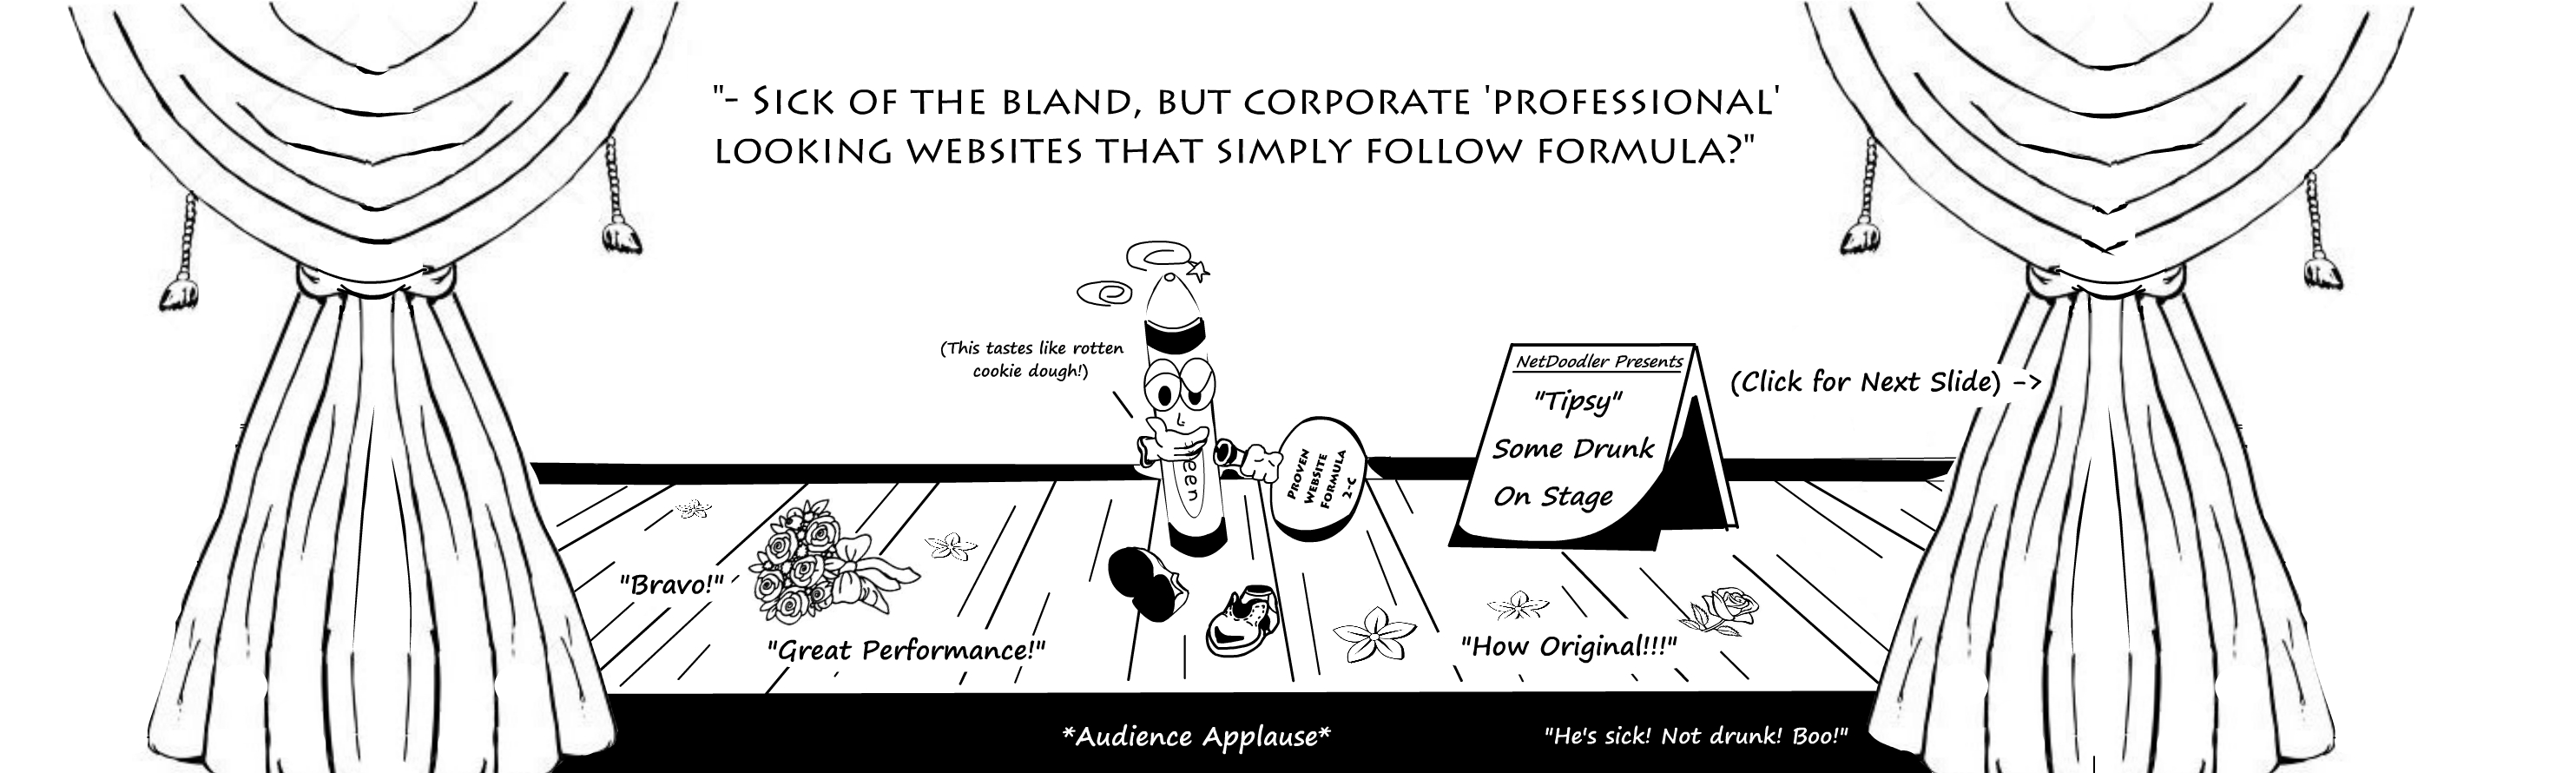 "- Sick of the bland, but corporate 'professional'
looking websites that simply follow formula?"
(This tastes like rotten
cookie dough!)
een
Proven
Website
Formula
2-C
NetDoodler Presents
"Tipsy"
Some Drunk
On Stage
(Click for Next Slide) ->
"Bravo!"
"Great Performance!"
"How Original!!!"
*Audience Applause*
"He's sick! Not drunk! Boo!"